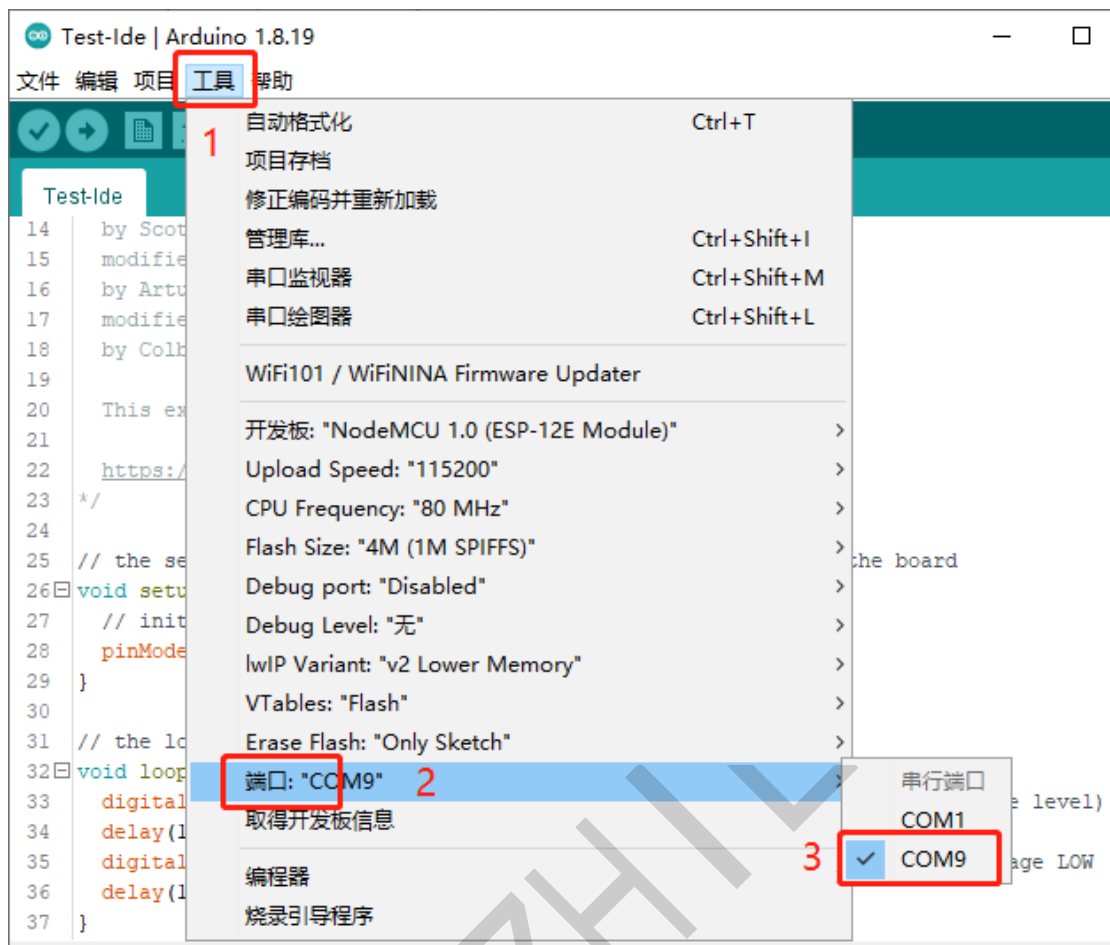 Test-Ide | Arduino 1.8.19
文件 编辑 项目 工具 帮助
1
自动格式化 Ctrl+T
项目存档
修正编码并重新加载
管理库... Ctrl+Shift+I
串口监视器 Ctrl+Shift+M
串口绘图器 Ctrl+Shift+L
WiFi101 / WiFiNINA Firmware Updater
开发板: "NodeMCU 1.0 (ESP-12E Module)"
Upload Speed: "115200"
CPU Frequency: "80 MHz"
Flash Size: "4M (1M SPIFFS)"
Debug port: "Disabled"
Debug Level: "无"
lwIP Variant: "v2 Lower Memory"
VTables: "Flash"
Erase Flash: "Only Sketch"
端口: "COM9" 2
取得开发板信息
编程器
烧录引导程序
串行端口
COM1
3 COM9
Test-Ide
14 by Scot
15 modifie
16 by Artu
17 modifie
18 by Colb
19
20 This ex
21
22 https:/
23 */
24
25 // the se the board
26 void setu
27 // init
28 pinMode
29 }
30
31 // the lo
32 void loop
33 digital e level)
34 delay(1
35 digital age LOW
36 delay(1
37 }